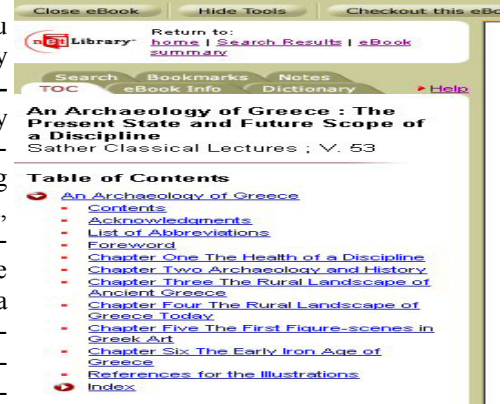 Close eBook Hide Tools Checkout this eBo
u
y
-
y
-
g
,
-
e
a
-
-
-
netLibrary
Return to:
home | Search Results | eBook
summary
Search Bookmarks Notes
TOC eBook Info Dictionary Help
An Archaeology of Greece : The
Present State and Future Scope of
a Discipline
Sather Classical Lectures ; V. 53
Table of Contents
An Archaeology of Greece
Contents
Acknowledgments
List of Abbreviations
Foreword
Chapter One The Health of a Discipline
Chapter Two Archaeology and History
Chapter Three The Rural Landscape of
Ancient Greece
Chapter Four The Rural Landscape of
Greece Today
Chapter Five The First Figure-scenes in
Greek Art
Chapter Six The Early Iron Age of
Greece
References for the Illustrations
Index